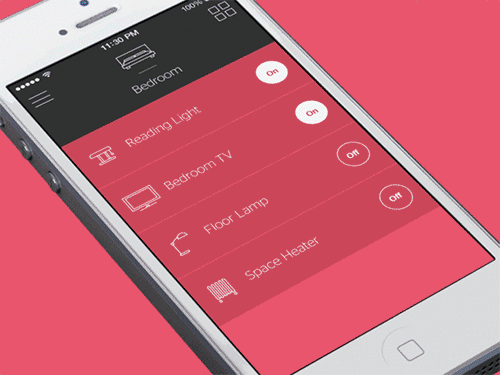 11:30 PM
100%
Bedroom
Reading Light
On
Bedroom TV
On
Floor Lamp
Off
Space Heater
Off